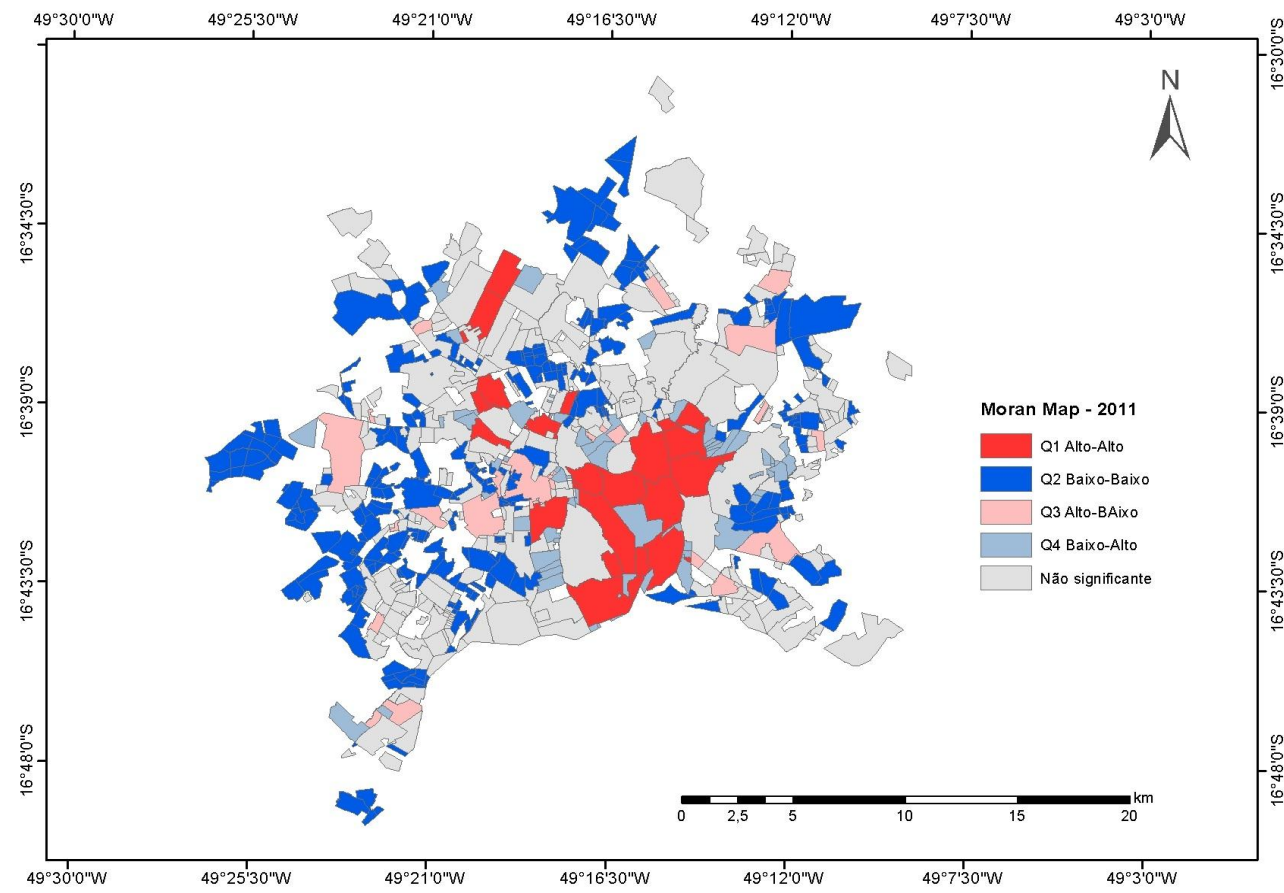 49°30'0"W 49°25'30"W 49°21'0"W 49°16'30"W 49°12'0"W 49°7'30"W 49°3'0"W
16°30'0"S
N
16°34'30"S 16°34'30"S
16°39'0"S 16°39'0"S
Moran Map - 2011
Q1 Alto-Alto
Q2 Baixo-Baixo
Q3 Alto-BAixo
Q4 Baixo-Alto
Não significante
16°43'30"S 16°43'30"S
16°48'0"S 16°48'0"S
km
0 2,5 5 10 15 20
49°30'0"W 49°25'30"W 49°21'0"W 49°16'30"W 49°12'0"W 49°7'30"W 49°3'0"W